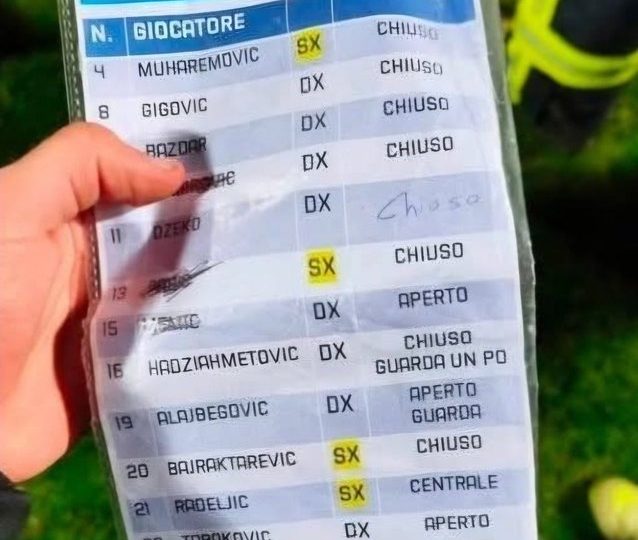 N. GIOCATORE
4 MUHAREMOVIC SX CHIUSO
8 GIGOVIC DX CHIUSO
BAZDAR DX CHIUSO
DX CHIUSO
11 DZEKO DX Chiuso
13 SX CHIUSO
15 DX APERTO
16 HADZIAHMETOVIC DX CHIUSO
GUARDA UN PO
19 ALAJBEGOVIC DX APERTO
GUARDA
20 BAJRAKTAREVIC SX CHIUSO
21 RADELJIC SX CENTRALE
DX APERTO